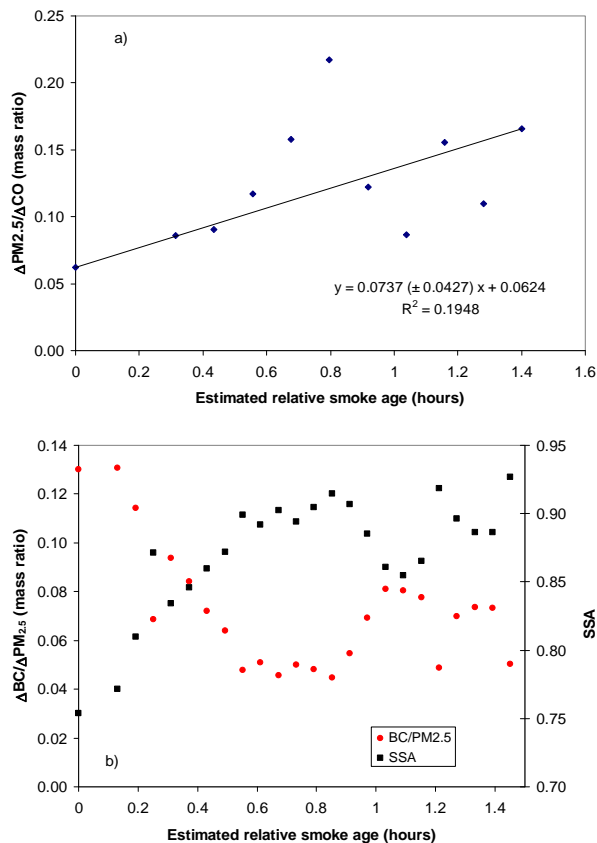 a)
ΔPM2.5/ΔCO (mass ratio)
0.25
0.20
0.15
0.10
0.05
0.00
y = 0.0737 (± 0.0427) x + 0.0624
R² = 0.1948
0 0.2 0.4 0.6 0.8 1 1.2 1.4 1.6
Estimated relative smoke age (hours)
ΔBC/ΔPM₂.₅ (mass ratio)
0.14
0.12
0.10
0.08
0.06
0.04
0.02
0.00
b)
BC/PM2.5
SSA
0.95
0.90
0.85
0.80
0.75
0.70
SSA
0 0.2 0.4 0.6 0.8 1 1.2 1.4
Estimated relative smoke age (hours)